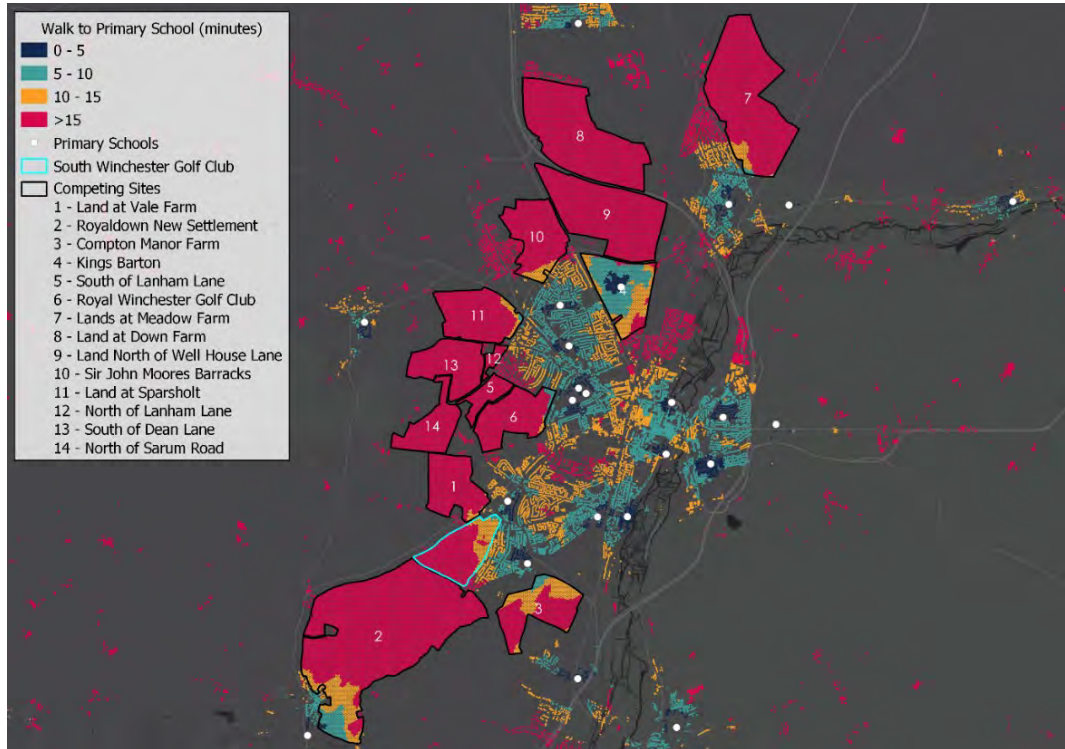 Walk to Primary School (minutes)
0 - 5
5 - 10
10 - 15
>15
Primary Schools
South Winchester Golf Club
Competing Sites
1 - Land at Vale Farm
2 - Royaldown New Settlement
3 - Compton Manor Farm
4 - Kings Barton
5 - South of Lanham Lane
6 - Royal Winchester Golf Club
7 - Lands at Meadow Farm
8 - Land at Down Farm
9 - Land North of Well House Lane
10 - Sir John Moores Barracks
11 - Land at Sparsholt
12 - North of Lanham Lane
13 - South of Dean Lane
14 - North of Sarum Road
7
8
9
10
4
11
12
13
5
6
14
1
3
2